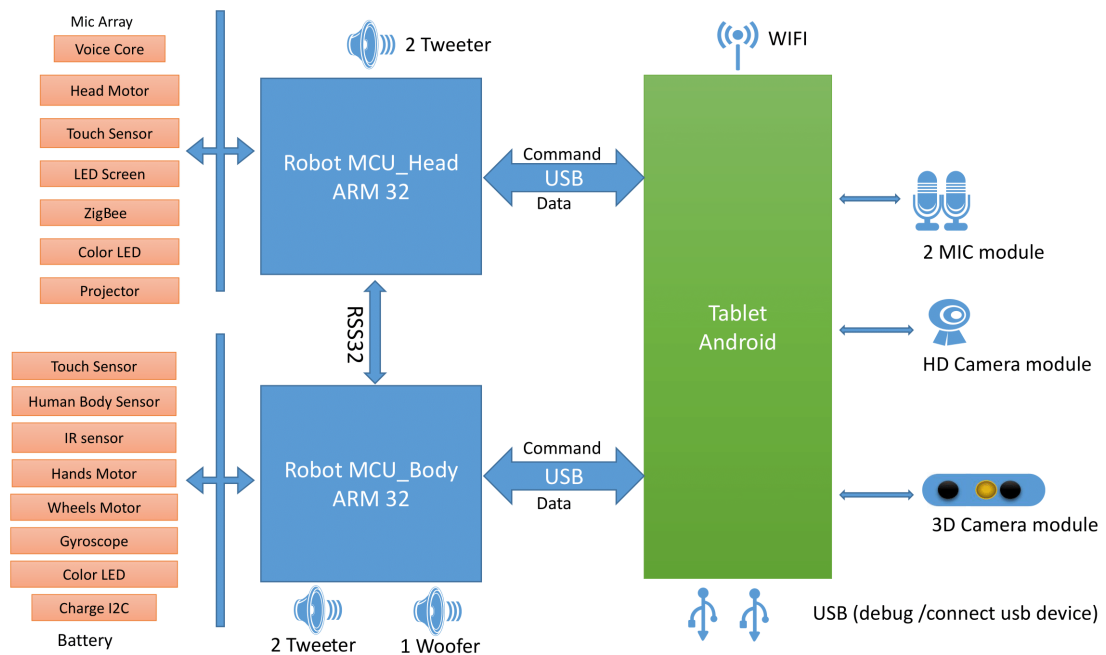 Mic Array
Voice Core
Head Motor
Touch Sensor
LED Screen
ZigBee
Color LED
Projector
2 Tweeter
Robot MCU_Head
ARM 32
Command
USB
Data
WIFI
Tablet
Android
2 MIC module
HD Camera module
3D Camera module
RSS32
Touch Sensor
Human Body Sensor
IR sensor
Hands Motor
Wheels Motor
Gyroscope
Color LED
Charge I2C
Battery
Robot MCU_Body
ARM 32
Command
USB
Data
2 Tweeter
1 Woofer
USB (debug /connect usb device)